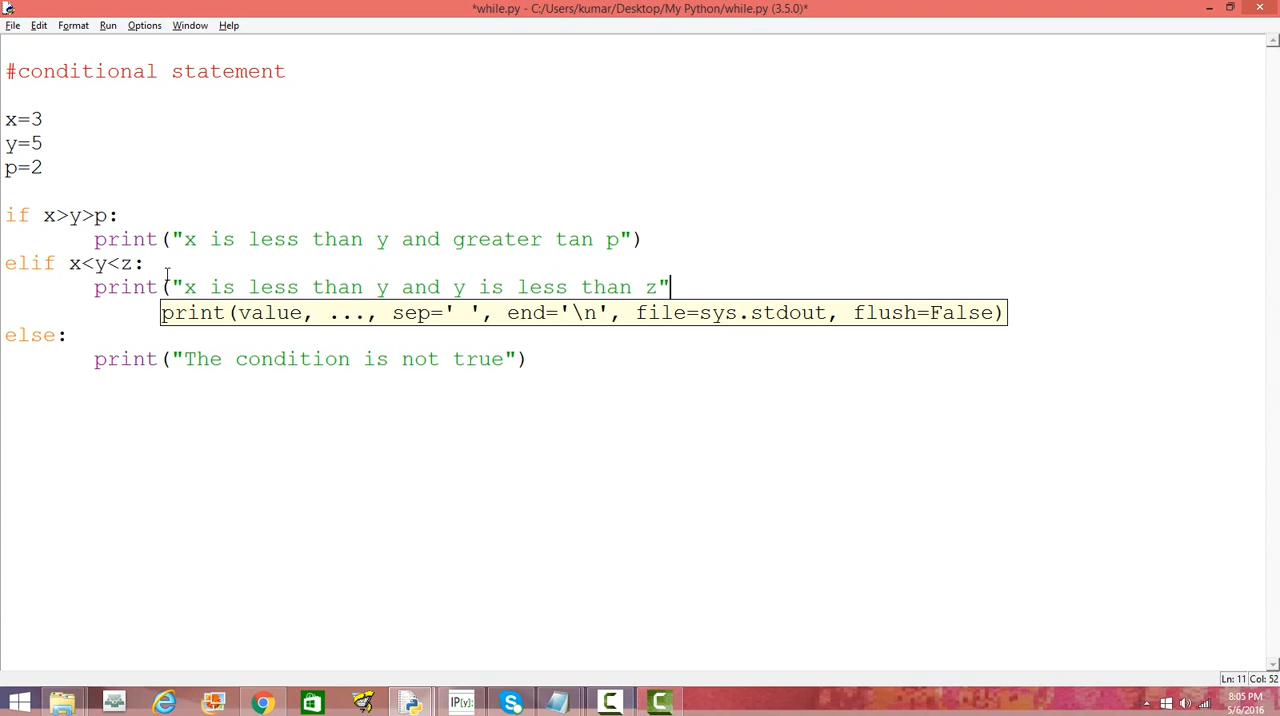 *while.py - C:/Users/kumar/Desktop/My Python/while.py (3.5.0)*
File Edit Format Run Options Window Help
#conditional statement
x=3
y=5
p=2
if x>y>p:
print("x is less than y and greater tan p")
elif x<y<z:
print("x is less than y and y is less than z"
print(value, ..., sep=' ', end='\n', file=sys.stdout, flush=False)
else:
print("The condition is not true")
Ln: 11 Col: 52
IP[y]:
8:05 PM
5/6/2016